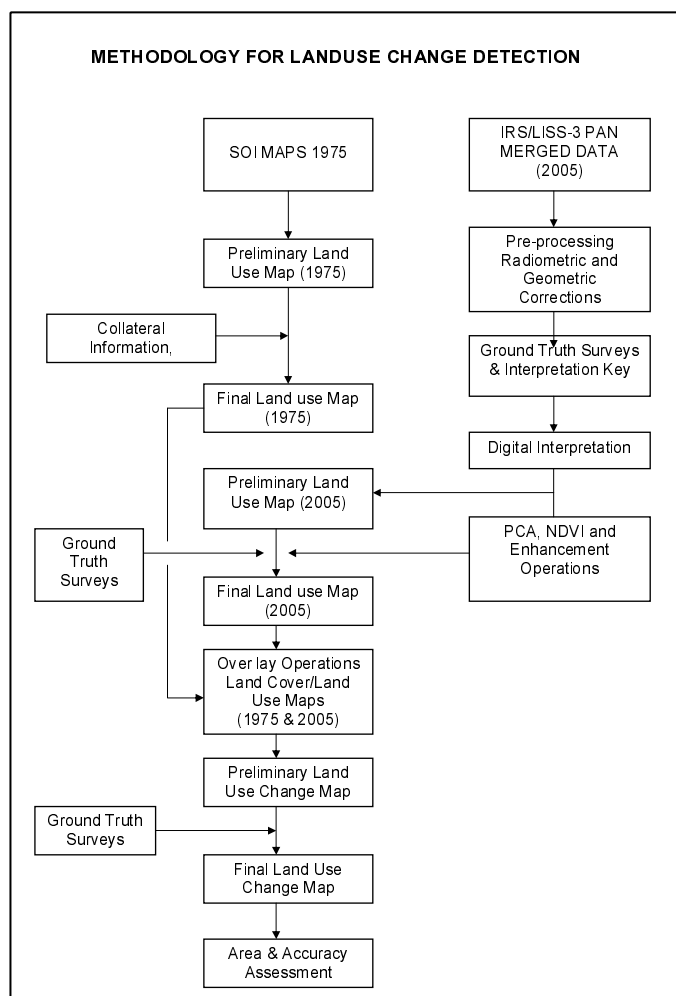 METHODOLOGY FOR LANDUSE CHANGE DETECTION
SOI MAPS 1975
IRS/LISS-3 PAN
MERGED DATA
(2005)
Preliminary Land
Use Map (1975)
Pre-processing
Radiometric and
Geometric
Corrections
Collateral
Information,
Ground Truth Surveys
& Interpretation Key
Final Land use Map
(1975)
Digital Interpretation
Preliminary Land
Use Map (2005)
Ground
Truth
Surveys
PCA, NDVI and
Enhancement
Operations
Final Land use Map
(2005)
Overlay Operations
Land Cover/Land
Use Maps
(1975 & 2005)
Preliminary Land
Use Change Map
Ground Truth
Surveys
Final Land Use
Change Map
Area & Accuracy
Assessment